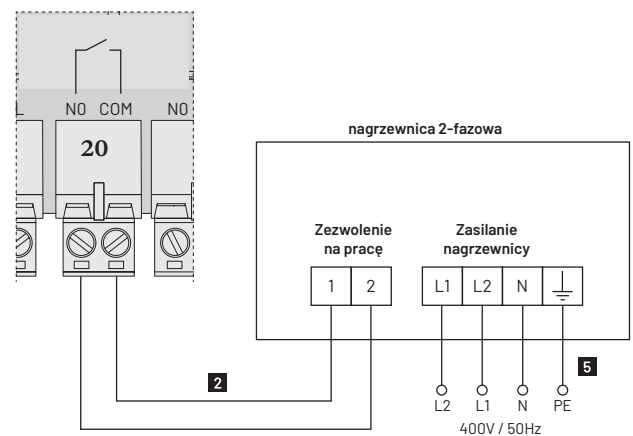 L NO COM NO
20
nagrzewnica 2-fazowa
Zezwolenie
na pracę
Zasilanie
nagrzewnicy
1 2 L1 L2 N
2
5
L2 L1 N PE
400V / 50Hz